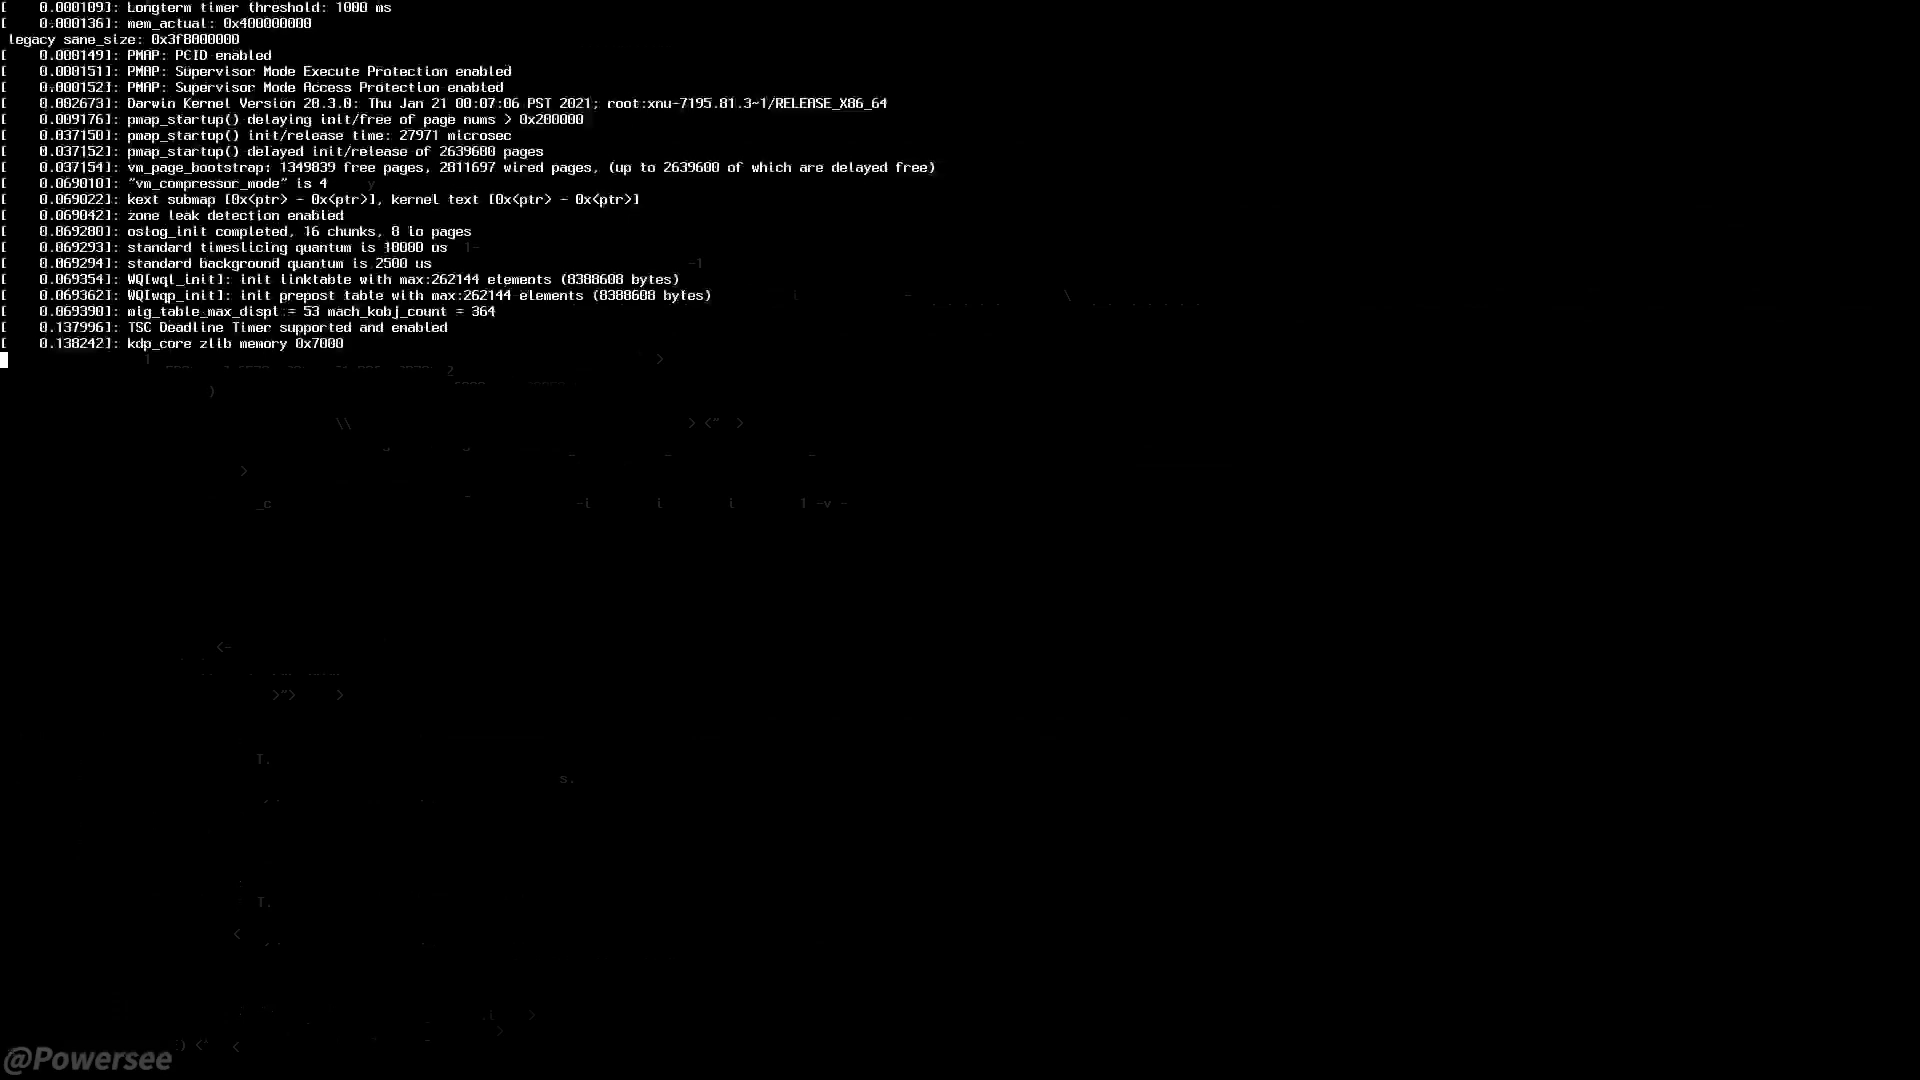 [    0.000109]: Longterm timer threshold: 1000 ms
[    0.000136]: mem_actual: 0x400000000
legacy sane_size: 0x3f8000000
[    0.000149]: PMAP: PCID enabled
[    0.000151]: PMAP: Supervisor Mode Execute Protection enabled
[    0.000152]: PMAP: Supervisor Mode Access Protection enabled
[    0.002673]: Darwin Kernel Version 20.3.0: Thu Jan 21 00:07:06 PST 2021; root:xnu-7195.81.3~1/RELEASE_X86_64
[    0.009176]: pmap_startup() delaying init/free of page nums > 0x200000
[    0.037150]: pmap_startup() init/release time: 27971 microsec
[    0.037152]: pmap_startup() delayed init/release of 2639600 pages
[    0.037154]: vm_page_bootstrap: 1349839 free pages, 2811697 wired pages, (up to 2639600 of which are delayed free)
[    0.069010]: "vm_compressor_mode" is 4
[    0.069022]: kext submap [0x<ptr> - 0x<ptr>], kernel text [0x<ptr> - 0x<ptr>]
[    0.069042]: zone leak detection enabled
[    0.069280]: oslog_init completed, 16 chunks, 8 io pages
[    0.069293]: standard timeslicing quantum is 10000 us
[    0.069294]: standard background quantum is 2500 us
[    0.069354]: WQ[wql_init]: init linktable with max:262144 elements (8388608 bytes)
[    0.069362]: WQ[wqp_init]: init prepost table with max:262144 elements (8388608 bytes)
[    0.069390]: mig_table_max_displ = 53 mach_kobj_count = 364
[    0.137996]: TSC Deadline Timer supported and enabled
[    0.138242]: kdp_core zlib memory 0x7000
@Powersee